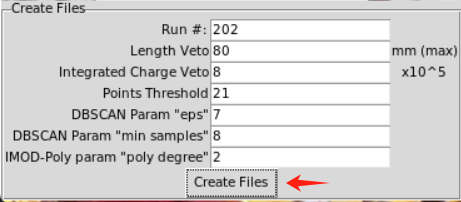 Create Files
Run #: 202
Length Veto 80 mm (max)
Integrated Charge Veto 8 x10^5
Points Threshold 21
DBSCAN Param "eps" 7
DBSCAN Param "min samples" 8
IMOD-Poly param "poly degree" 2
Create Files